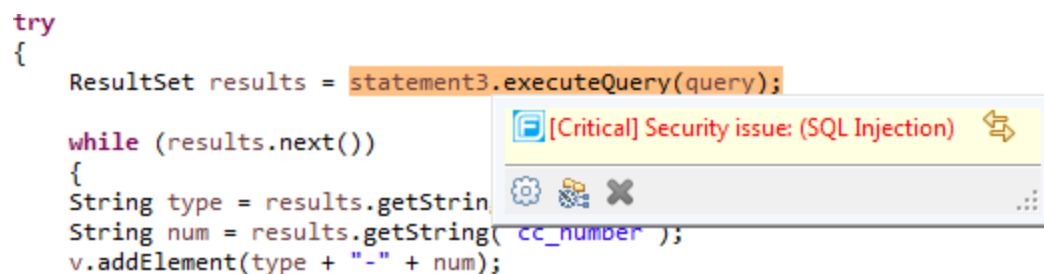 try
{
ResultSet results = statement3.executeQuery(query);
[Critical] Security issue: (SQL Injection)
while (results.next())
{
String type = results.getStrin
String num = results.getString( cc_number );
v.addElement(type + "-" + num);